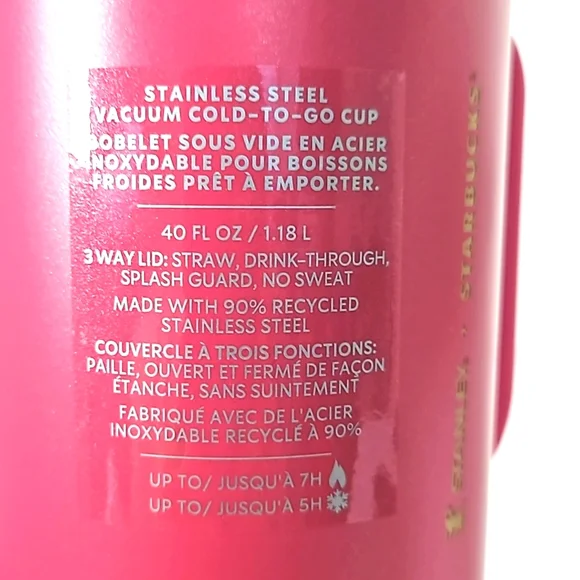 STAINLESS STEEL
VACUUM COLD-TO-GO CUP
GOBELET SOUS VIDE EN ACIER
INOXYDABLE POUR BOISSONS
FROIDES PRÊT À EMPORTER.
40 FL OZ / 1.18 L
3 WAY LID: STRAW, DRINK-THROUGH,
SPLASH GUARD, NO SWEAT
MADE WITH 90% RECYCLED
STAINLESS STEEL
COUVERCLE À TROIS FONCTIONS:
PAILLE, OUVERT ET FERMÉ DE FAÇON
ÉTANCHE, SANS SUINTEMENT
FABRIQUÉ AVEC DE L'ACIER
INOXYDABLE RECYCLÉ À 90%
UP TO/ JUSQU'À 7H
UP TO/ JUSQU'À 5H
STANLEY. · STARBUCKS®